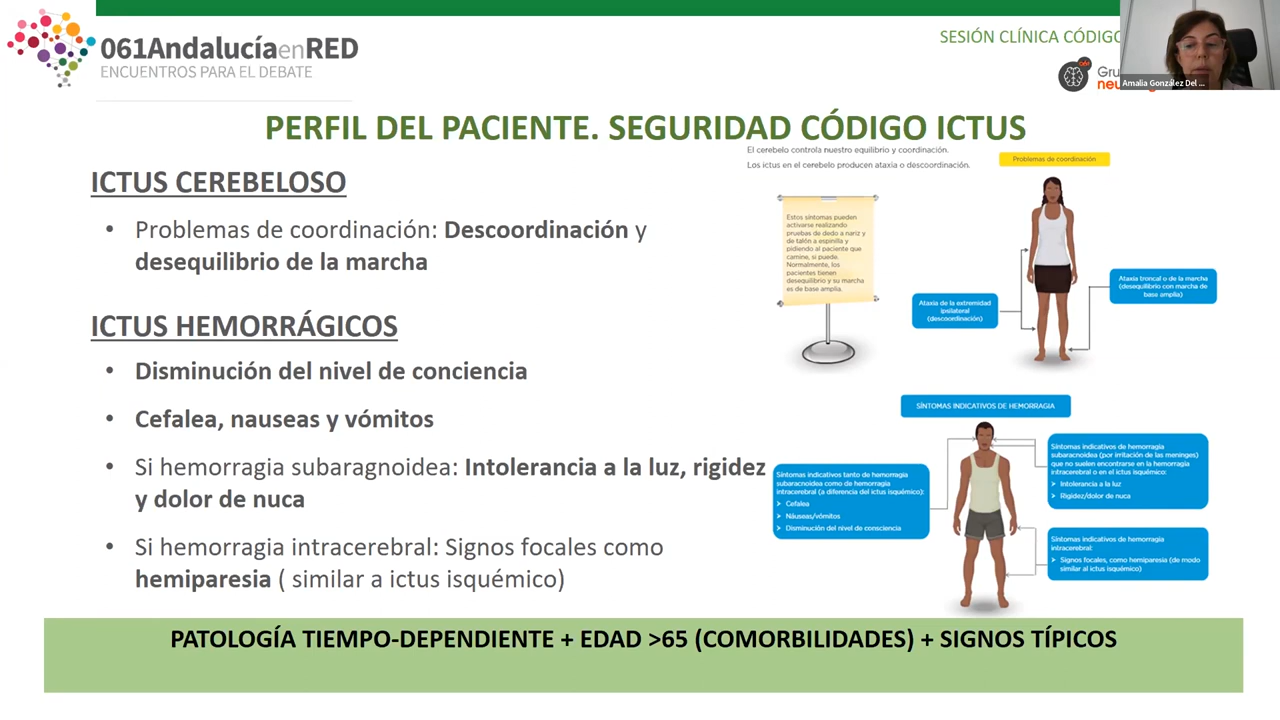 061AndalucíaenRED
ENCUENTROS PARA EL DEBATE
SESIÓN CLÍNICA CÓDIGO
Amalia González Del ...
PERFIL DEL PACIENTE. SEGURIDAD CÓDIGO ICTUS
ICTUS CEREBELOSO
• Problemas de coordinación: Descoordinación y
desequilibrio de la marcha
ICTUS HEMORRÁGICOS
• Disminución del nivel de conciencia
• Cefalea, nauseas y vómitos
• Si hemorragia subaragnoidea: Intolerancia a la luz, rigidez
y dolor de nuca
• Si hemorragia intracerebral: Signos focales como
hemiparesia ( similar a ictus isquémico)
El cerebelo controla nuestro equilibrio y coordinación.
Los ictus en el cerebelo producen ataxia o descoordinación.
Problemas de coordinación
Estos síntomas pueden
activarse realizando
pruebas de dedo a nariz y
de talón a espinilla y
pidiendo al paciente que
camine, si puede.
Normalmente, los
pacientes tienen
desequilibrio y su marcha
es de base amplia.
Ataxia de la extremidad
ipsilateral
(descoordinación)
Ataxia troncal o de la marcha
(desequilibrio con marcha de
base amplia)
SÍNTOMAS INDICATIVOS DE HEMORRAGIA
Síntomas indicativos tanto de hemorragia
subaracnoidea como de hemorragia
intracerebral (a diferencia del ictus isquémico):
➤ Cefalea
➤ Náuseas/vómitos
➤ Disminución del nivel de consciencia
Síntomas indicativos de hemorragia
subaracnoidea (por irritación de las meninges)
que no suelen encontrarse en la hemorragia
intracerebral o en el ictus isquémico:
➤ Intolerancia a la luz
➤ Rigidez/dolor de nuca
Síntomas indicativos de hemorragia
intracerebral:
➤ Signos focales, como hemiparesia (de modo
similar al ictus isquémico)
PATOLOGÍA TIEMPO-DEPENDIENTE + EDAD >65 (COMORBILIDADES) + SIGNOS TÍPICOS